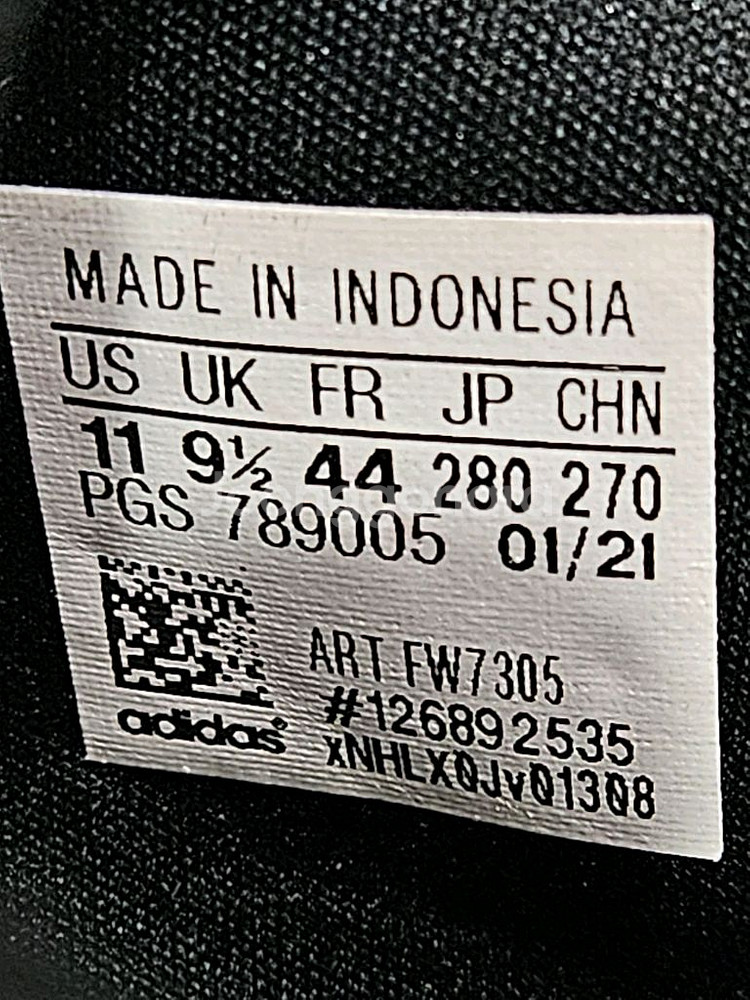 MADE IN INDONESIA
US UK FR JP CHN
11 9½ 44 280 270
PGS 789005 01/21
ART FW7305
#126892535
xNHLX0Jv01308
adidas®